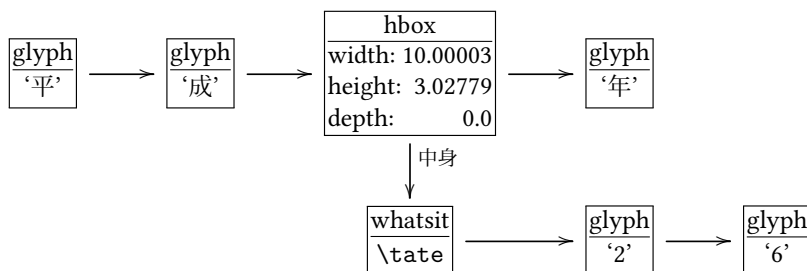 glyph
‘平’
glyph
‘成’
hbox
width: 10.00003
height: 3.02779
depth: 0.0
glyph
‘年’
中身
whatsit
\tate
glyph
‘2’
glyph
‘6’